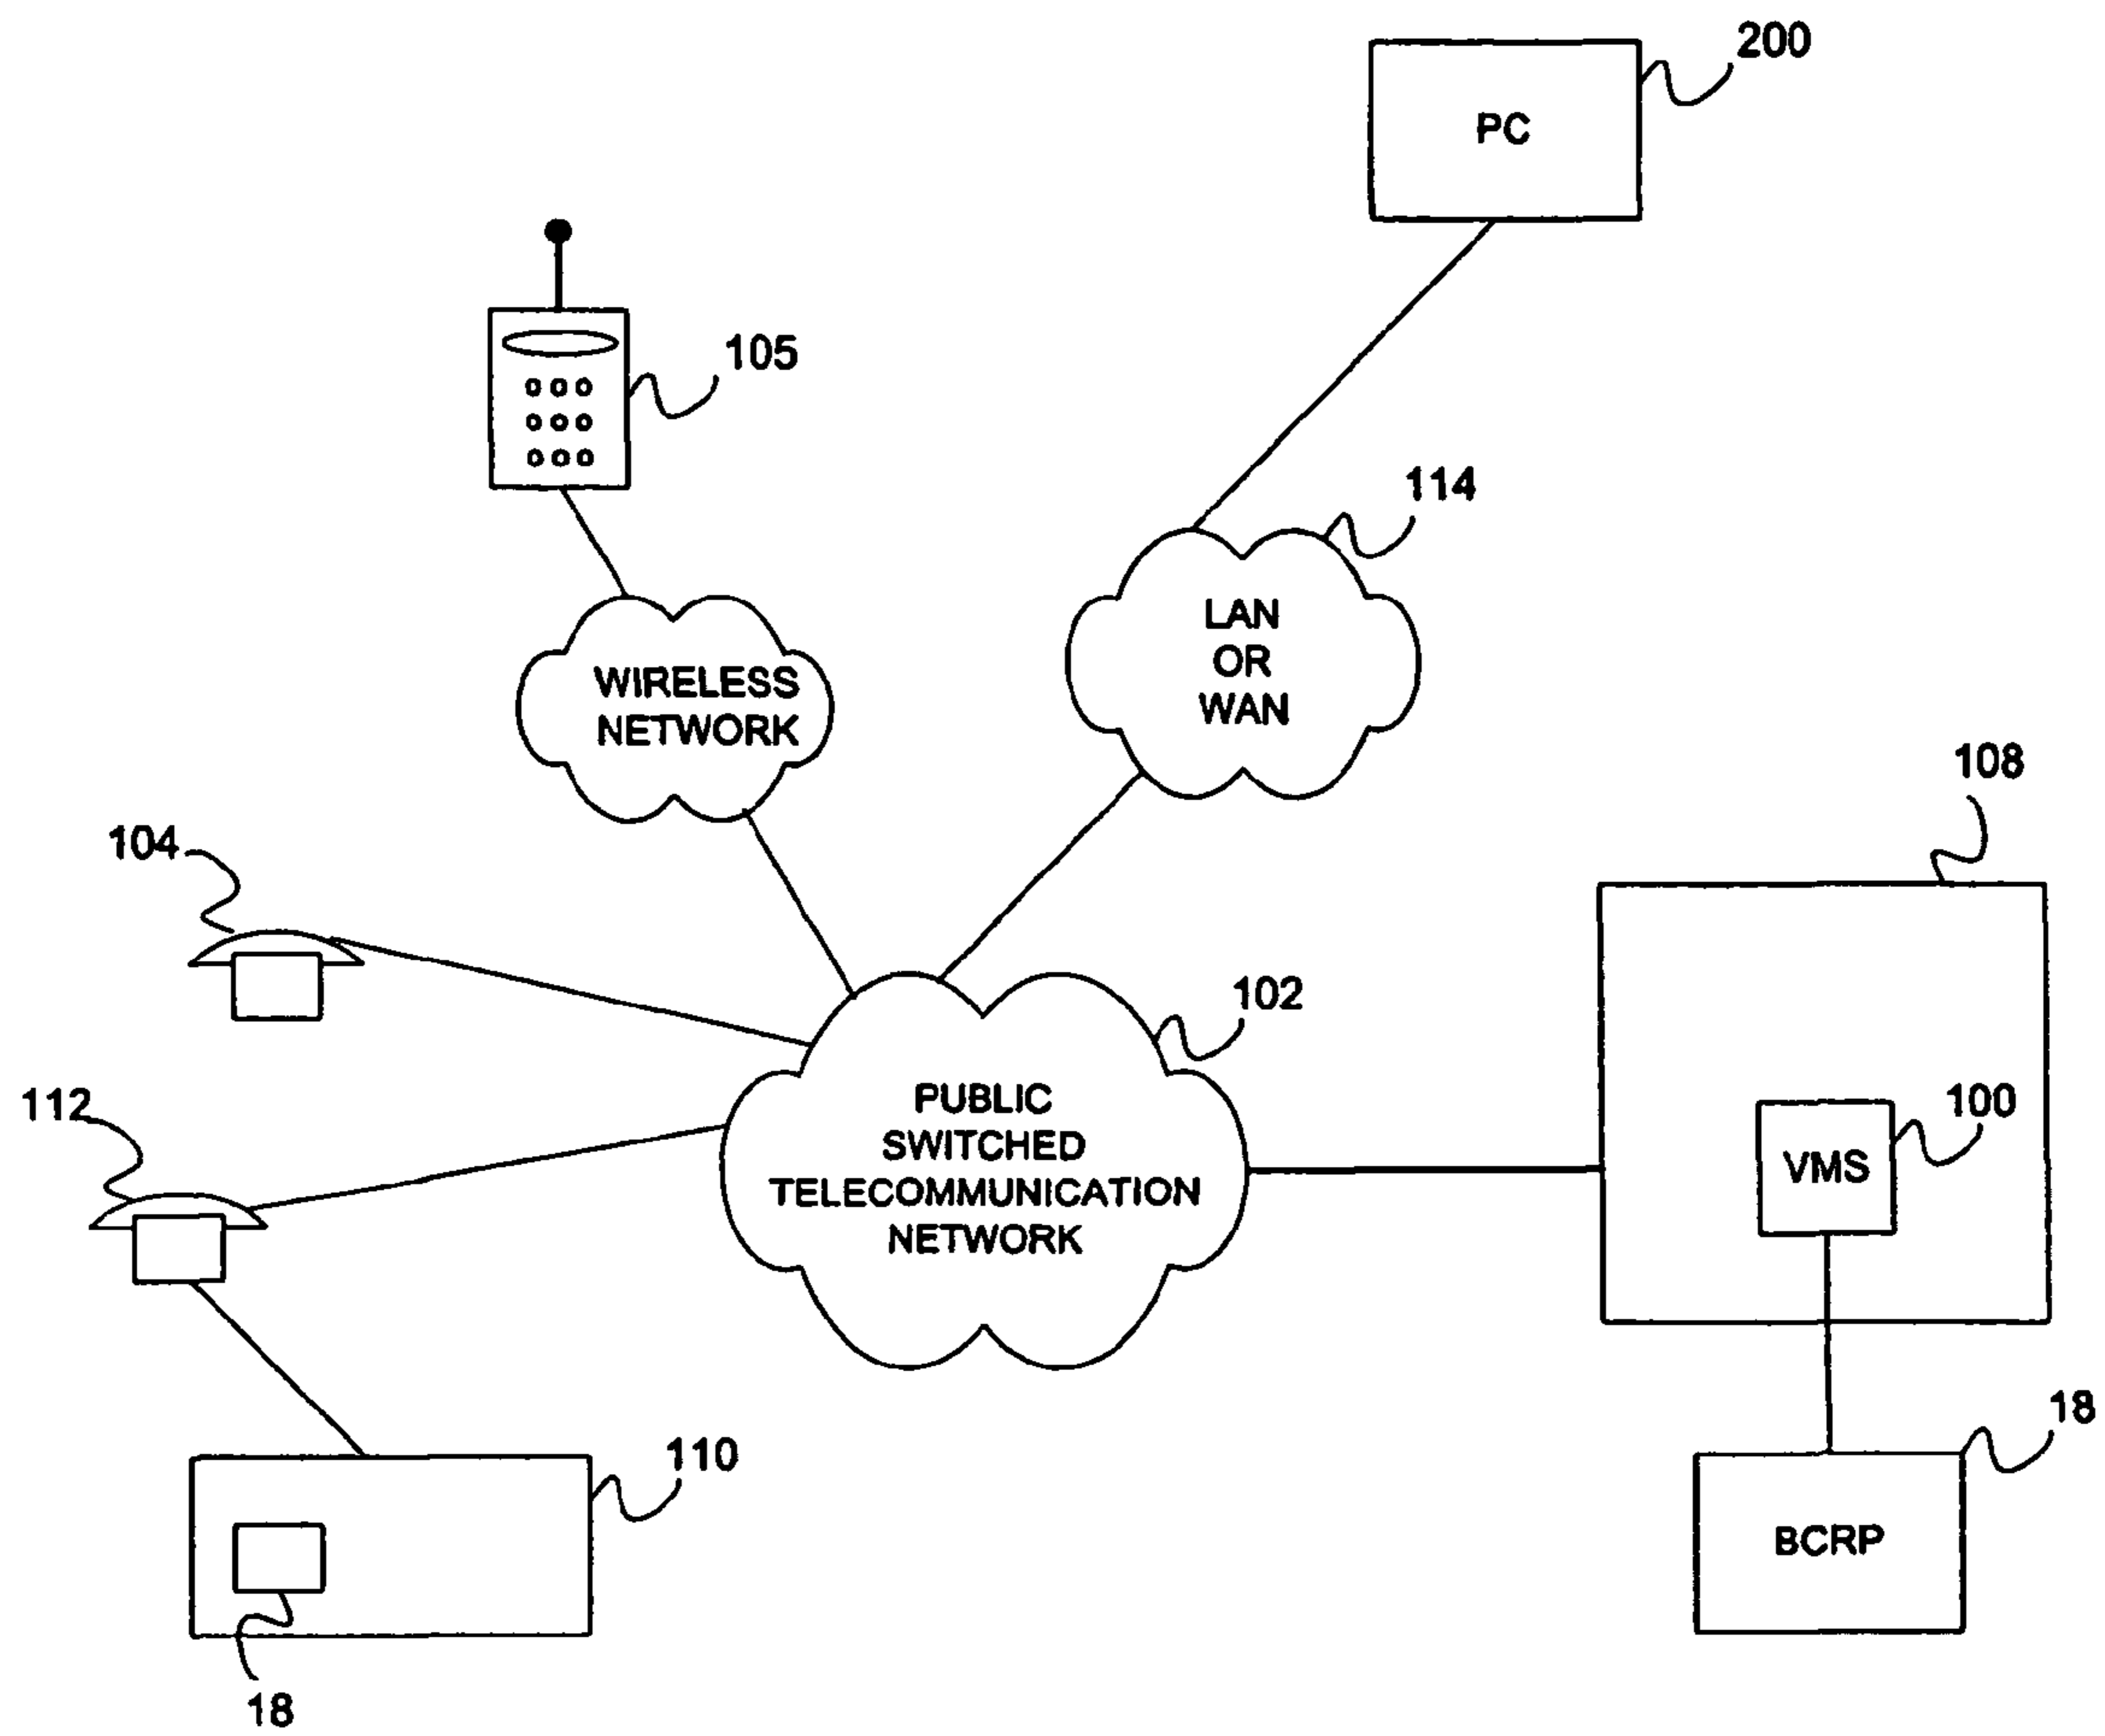 200
PC
105
114
LAN
OR
WAN
WIRELESS
NETWORK
108
104
102
112
PUBLIC
SWITCHED
TELECOMMUNICATION
NETWORK
100
VMS
18
110
BCRP
18